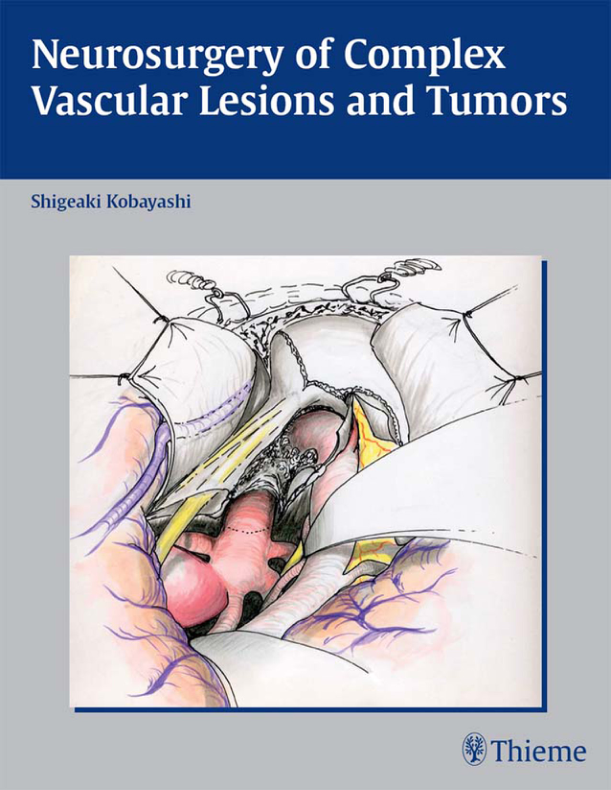 Neurosurgery of Complex
Vascular Lesions and Tumors
Shigeaki Kobayashi
Thieme